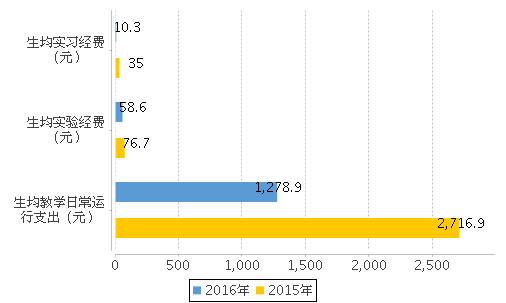 生均实习经费
（元）
10.3
35
生均实验经费
（元）
58.6
76.7
生均教学日常运
行支出（元）
1,278.9
2,716.9
0 500 1,000 1,500 2,000 2,500
2016年 2015年